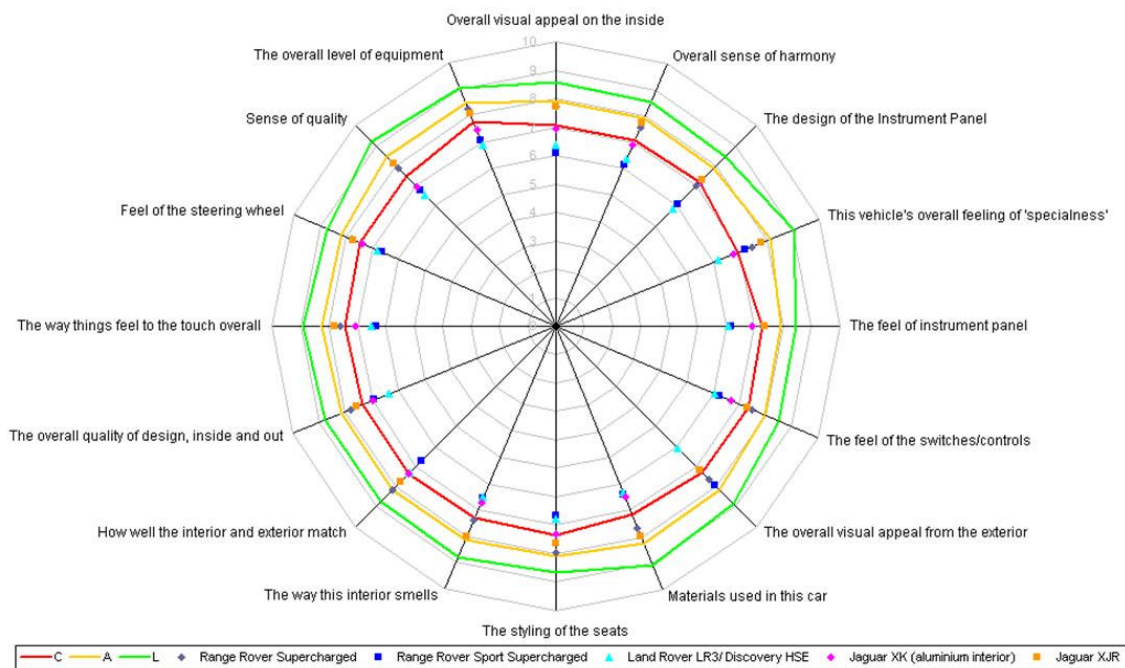 Overall visual appeal on the inside
The overall level of equipment
Overall sense of harmony
Sense of quality
The design of the Instrument Panel
Feel of the steering wheel
This vehicle's overall feeling of 'specialness'
The way things feel to the touch overall
The feel of instrument panel
The overall quality of design, inside and out
The feel of the switches/controls
How well the interior and exterior match
The overall visual appeal from the exterior
The way this interior smells
Materials used in this car
The styling of the seats
10
9
8
7
6
5
4
3
1
C A L Range Rover Supercharged Range Rover Sport Supercharged Land Rover LR3/ Discovery HSE Jaguar XK (aluminium interior) Jaguar XJR